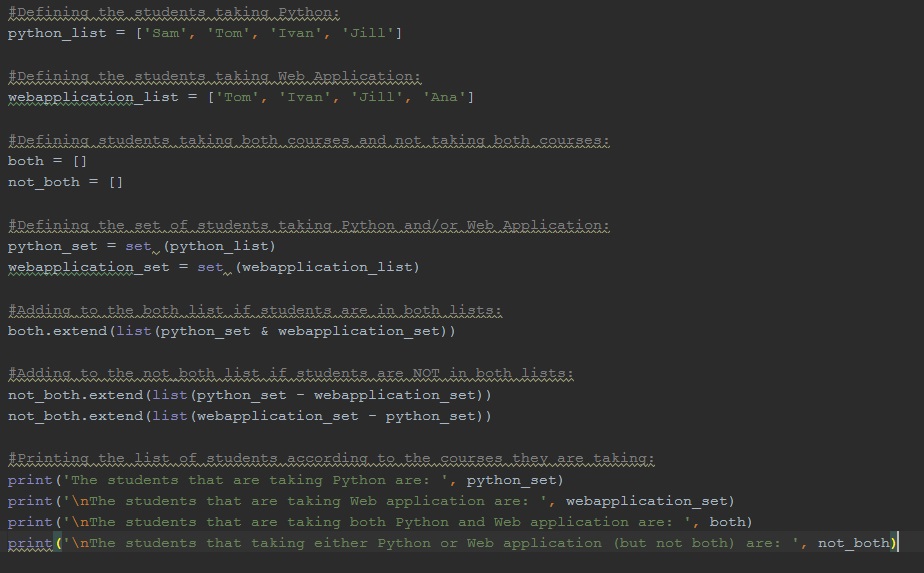 #Defining the students taking Python:
python_list = ['Sam', 'Tom', 'Ivan', 'Jill']
#Defining the students taking Web Application:
webapplication_list = ['Tom', 'Ivan', 'Jill', 'Ana']
#Defining students taking both courses and not taking both courses:
both = []
not_both = []
#Defining the set of students taking Python and/or Web Application:
python_set = set (python_list)
webapplication_set = set (webapplication_list)
#Adding to the both list if students are in both lists:
both.extend(list(python_set & webapplication_set))
#Adding to the not_both list if students are NOT in both lists:
not_both.extend(list(python_set - webapplication_set))
not_both.extend(list(webapplication_set - python_set))
#Printing the list of students according to the courses they are taking:
print('The students that are taking Python are: ', python_set)
print('\nThe students that are taking Web application are: ', webapplication_set)
print('\nThe students that are taking both Python and Web application are: ', both)
print('\nThe students that taking either Python or Web application (but not both) are: ', not_both)